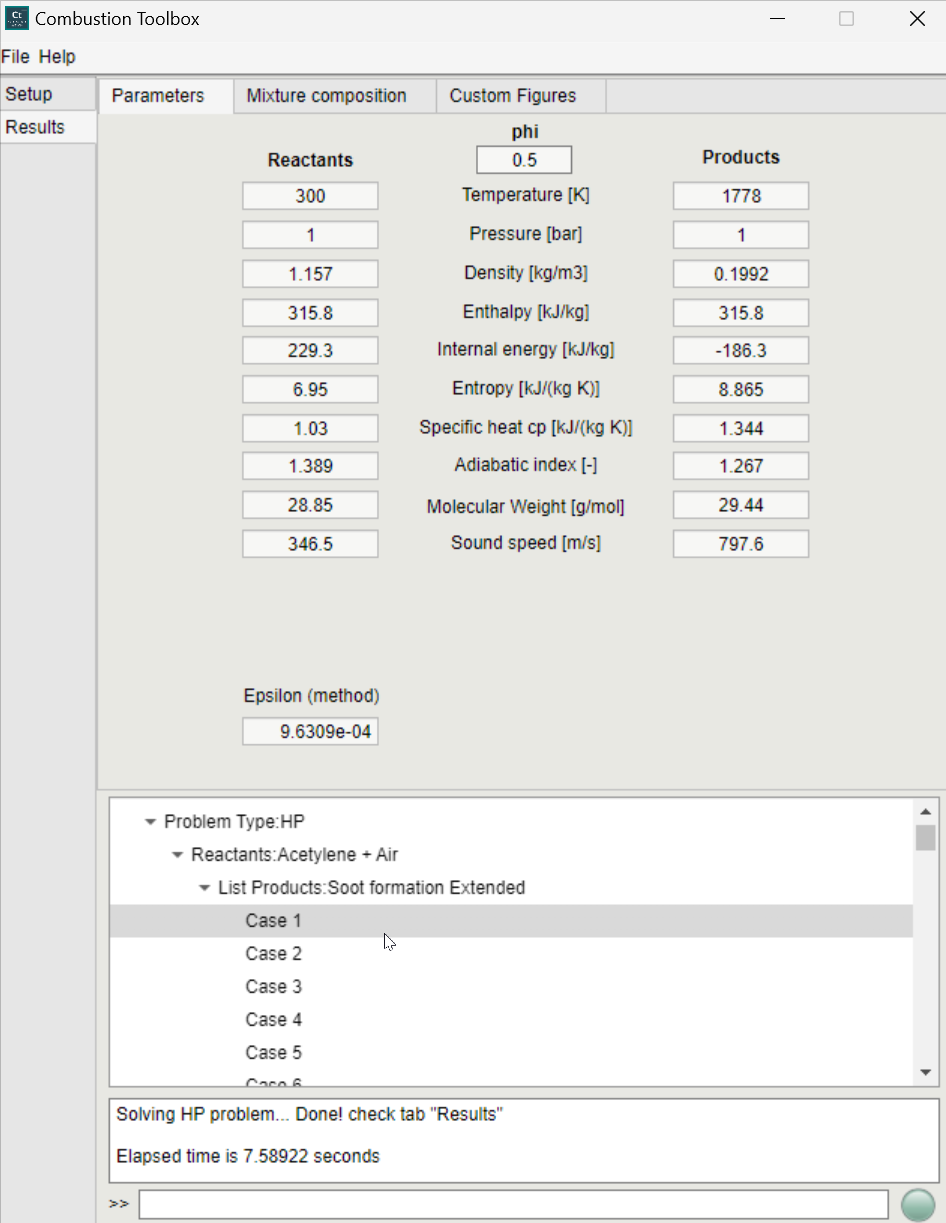 Ct Combustion Toolbox
File Help
Setup
Results
Parameters Mixture composition Custom Figures
phi
Reactants 0.5 Products
300 Temperature [K] 1778
1 Pressure [bar] 1
1.157 Density [kg/m3] 0.1992
315.8 Enthalpy [kJ/kg] 315.8
229.3 Internal energy [kJ/kg] -186.3
6.95 Entropy [kJ/(kg K)] 8.865
1.03 Specific heat cp [kJ/(kg K)] 1.344
1.389 Adiabatic index [-] 1.267
28.85 Molecular Weight [g/mol] 29.44
346.5 Sound speed [m/s] 797.6
Epsilon (method)
9.6309e-04
Problem Type:HP
Reactants:Acetylene + Air
List Products:Soot formation Extended
Case 1
Case 2
Case 3
Case 4
Case 5
Case 6
Solving HP problem... Done! check tab "Results"
Elapsed time is 7.58922 seconds
>>